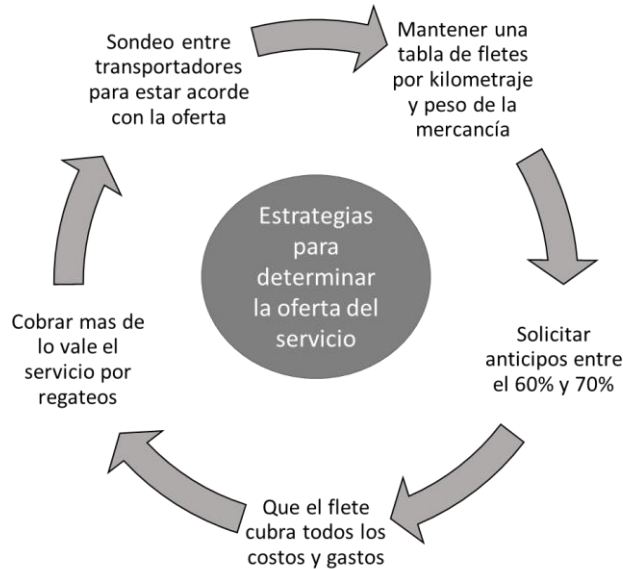 Sondeo entre
transportadores
para estar acorde
con la oferta
Mantener una
tabla de fletes
por kilometraje
y peso de la
mercancía
Solicitar
anticipos entre
el 60% y 70%
Que el flete
cubra todos los
costos y gastos
Cobrar mas de
lo vale el
servicio por
regateos
Estrategias
para
determinar
la oferta del
servicio